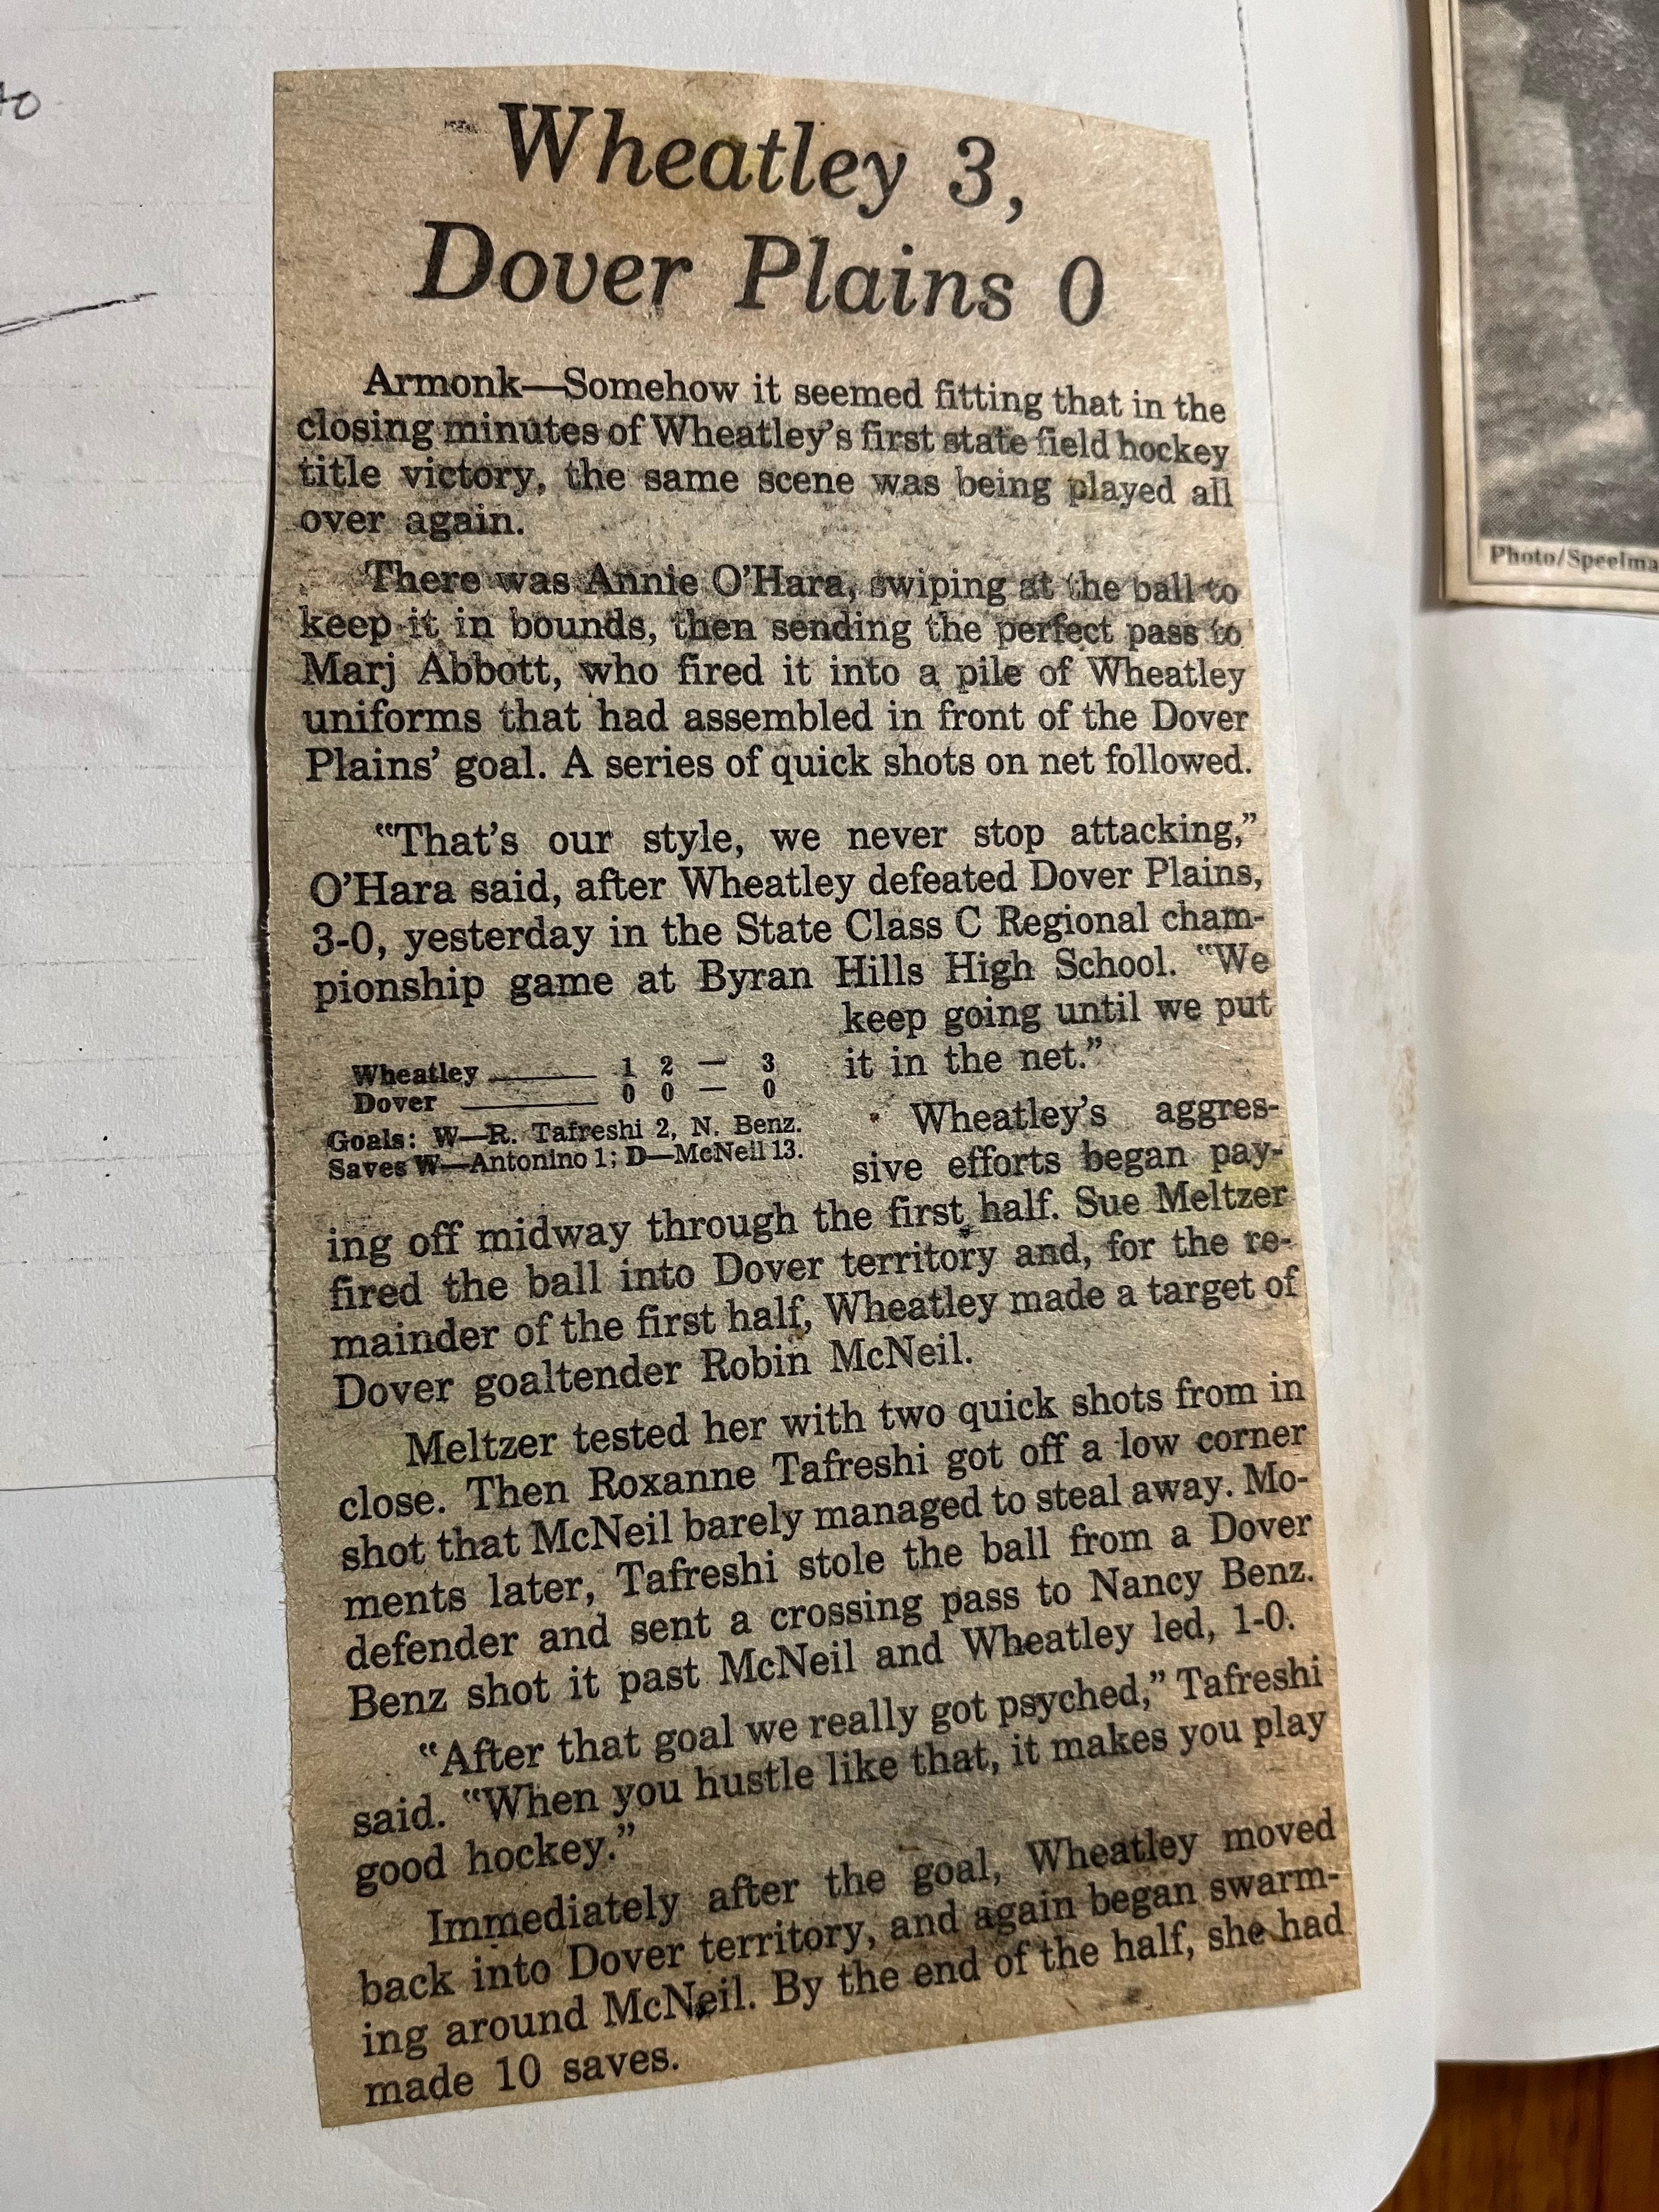 Wheatley 3,
Dover Plains 0
Armonk—Somehow it seemed fitting that in the
closing minutes of Wheatley's first state field hockey
title victory, the same scene was being played all
over again.
There was Annie O'Hara, swiping at the ball to
keep it in bounds, then sending the perfect pass to
Marj Abbott, who fired it into a pile of Wheatley
uniforms that had assembled in front of the Dover
Plains' goal. A series of quick shots on net followed.
"That's our style, we never stop attacking,"
O'Hara said, after Wheatley defeated Dover Plains,
3-0, yesterday in the State Class C Regional cham-
pionship game at Byran Hills High School. "We
keep going until we put
it in the net."
Wheatley 1 2 — 3
Dover 0 0 — 0
Goals: W—R. Tafreshi 2, N. Benz.
Saves W—Antonino 1; D—McNeil 13.
Wheatley's aggres-
sive efforts began pay-
ing off midway through the first half. Sue Meltzer
fired the ball into Dover territory and, for the re-
mainder of the first half, Wheatley made a target of
Dover goaltender Robin McNeil.
Meltzer tested her with two quick shots from in
close. Then Roxanne Tafreshi got off a low corner
shot that McNeil barely managed to steal away. Mo-
ments later, Tafreshi stole the ball from a Dover
defender and sent a crossing pass to Nancy Benz.
Benz shot it past McNeil and Wheatley led, 1-0.
"After that goal we really got psyched," Tafreshi
said. "When you hustle like that, it makes you play
good hockey."
Immediately after the goal, Wheatley moved
back into Dover territory, and again began swarm-
ing around McNeil. By the end of the half, she had
made 10 saves.
Photo/Speelma